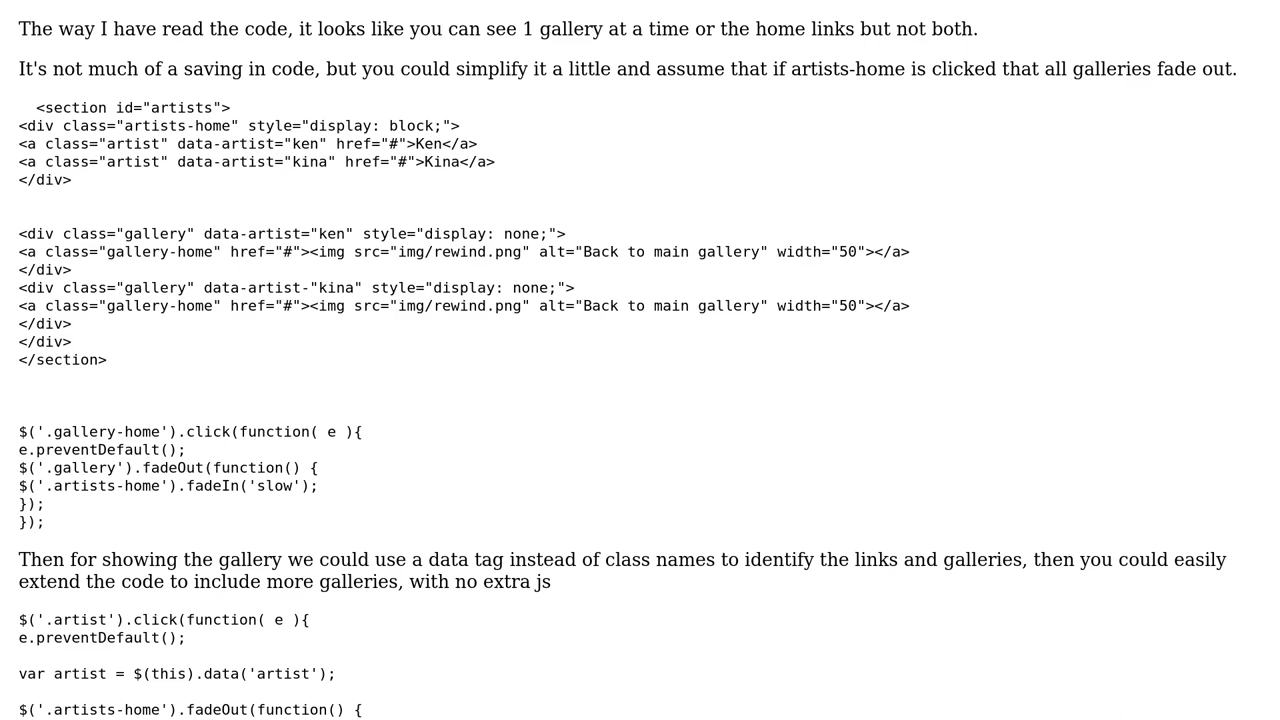 The way I have read the code, it looks like you can see 1 gallery at a time or the home links but not both.
It's not much of a saving in code, but you could simplify it a little and assume that if artists-home is clicked that all galleries fade out.
<section id="artists">
<div class="artists-home" style="display: block;">
<a class="artist" data-artist="ken" href="#">Ken</a>
<a class="artist" data-artist="kina" href="#">Kina</a>
</div>
<div class="gallery" data-artist-"ken" style="display: none;">
<a class="gallery-home" href="#"><img src="img/rewind.png" alt="Back to main gallery" width="50"></a>
</div>
<div class="gallery" data-artist-"kina" style="display: none;">
<a class="gallery-home" href="#"><img src="img/rewind.png" alt="Back to main gallery" width="50"></a>
</div>
</div>
</section>
$('.gallery-home').click(function( e ){
e.preventDefault();
$('.gallery').fadeOut(function() {
$('.artists-home').fadeIn('slow');
});
});
Then for showing the gallery we could use a data tag instead of class names to identify the links and galleries, then you could easily
extend the code to include more galleries, with no extra js
$('.artist').click(function( e ){
e.preventDefault();
var artist = $(this).data('artist');
$('.artists-home').fadeOut(function() {